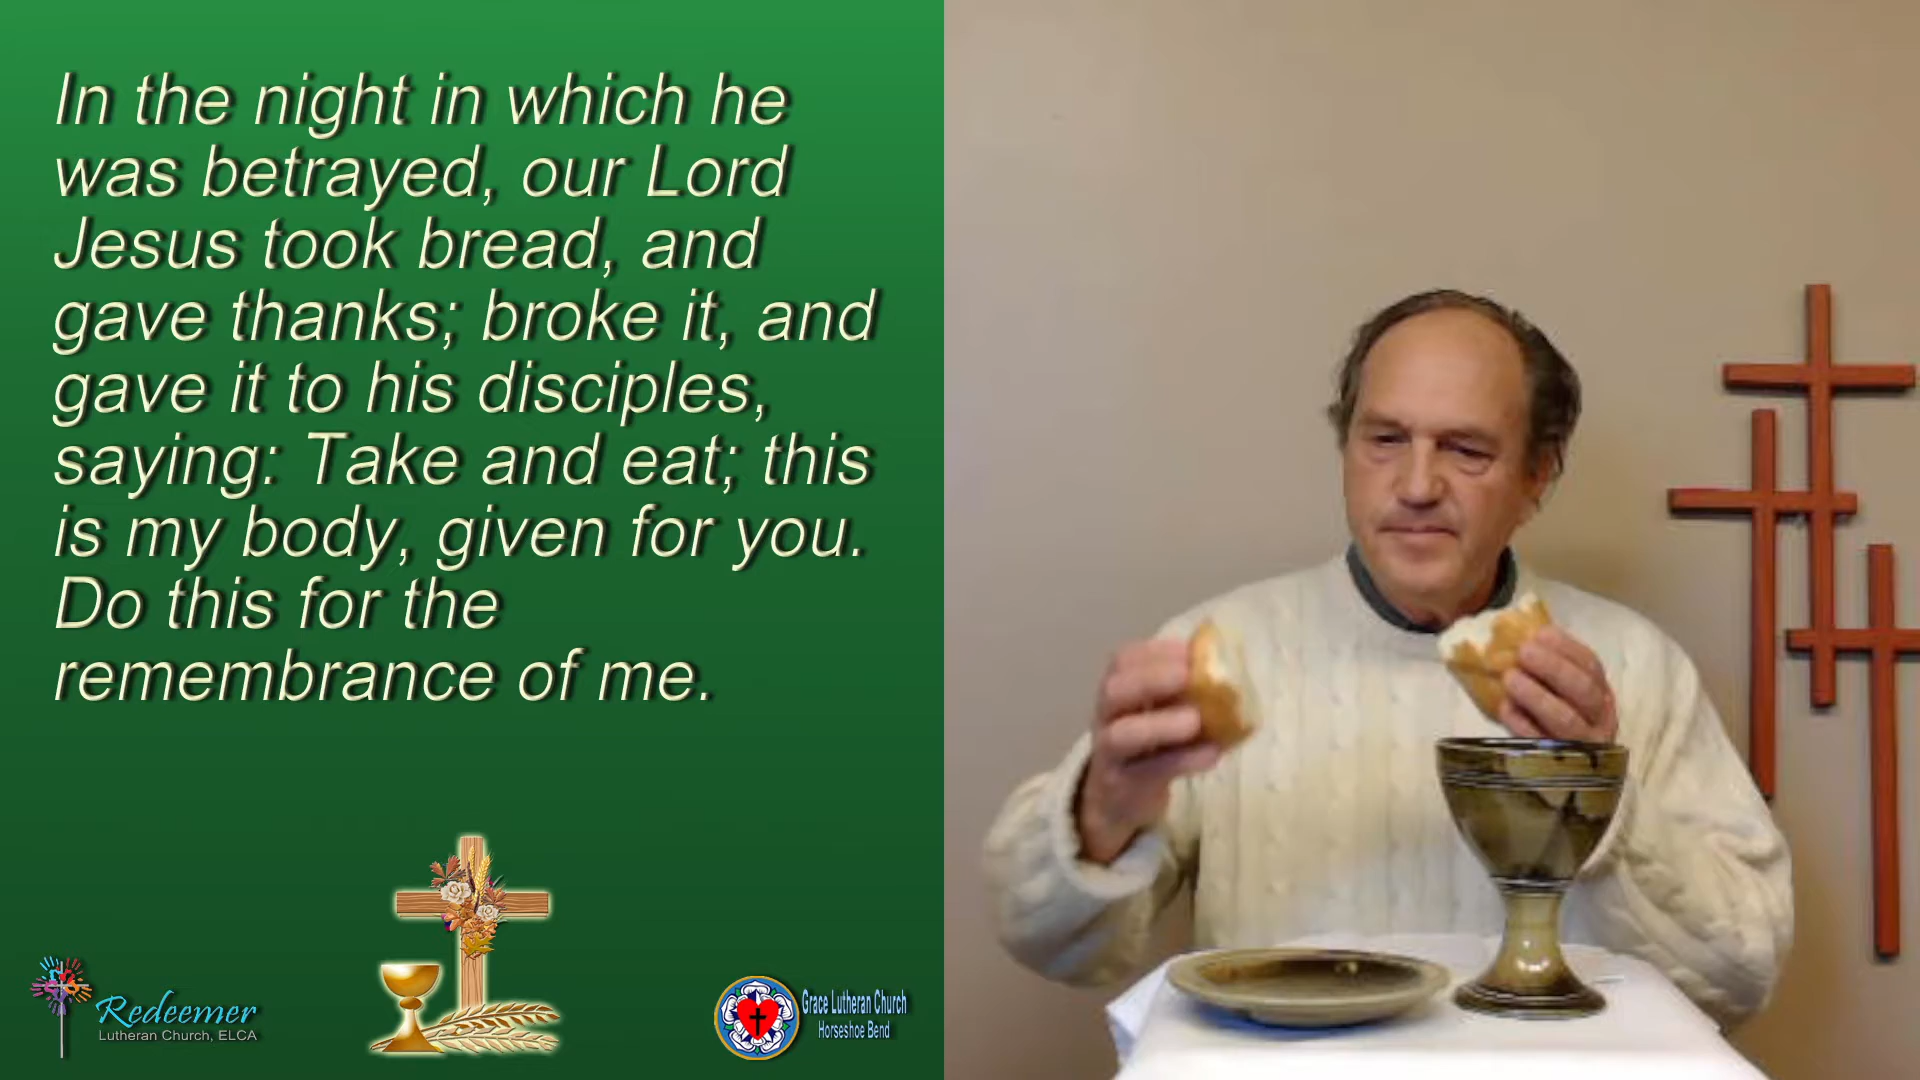 In the night in which he
was betrayed, our Lord
Jesus took bread, and
gave thanks; broke it, and
gave it to his disciples,
saying: Take and eat; this
is my body, given for you.
Do this for the
remembrance of me.
Redeemer
Lutheran Church, ELCA
Grace Lutheran Church
Horseshoe Bend